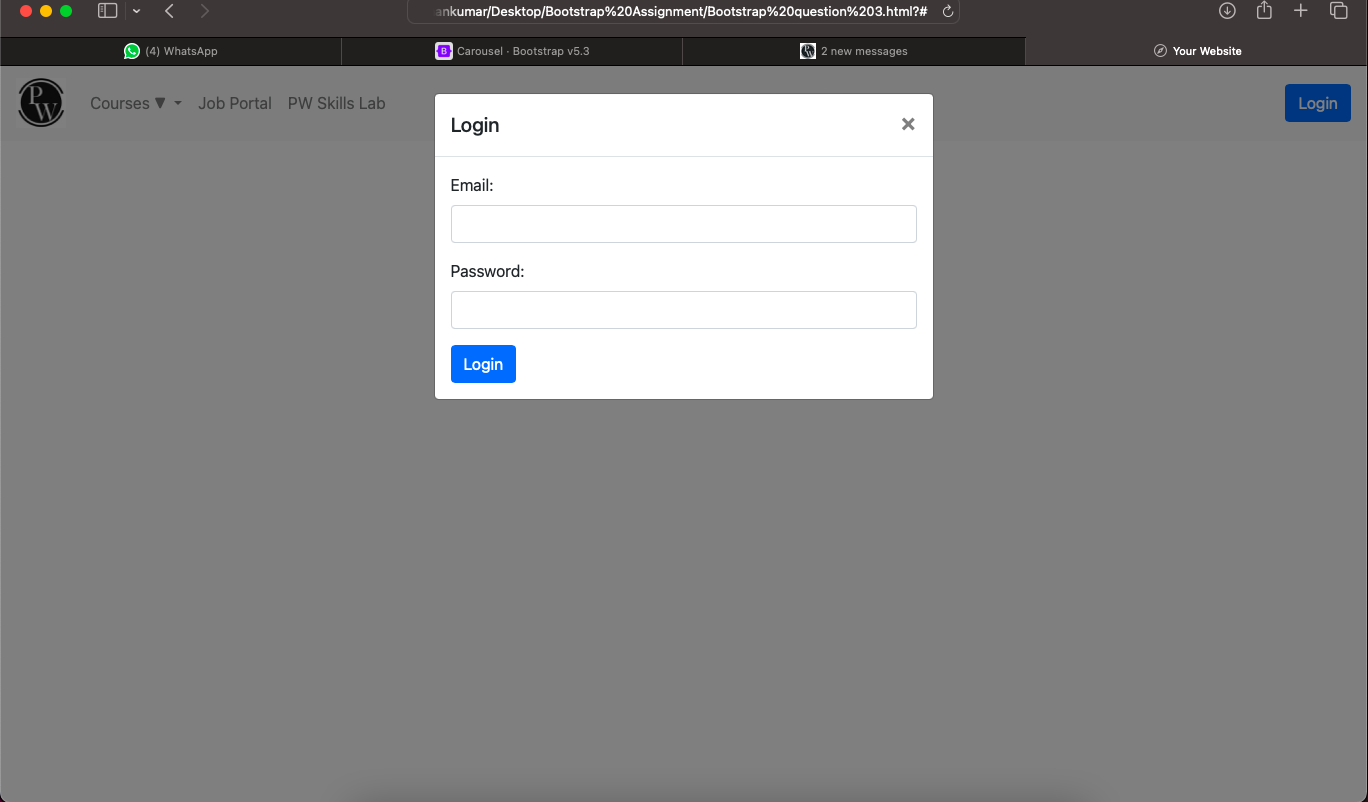 ankumar/Desktop/Bootstrap%20Assignment/Bootstrap%20question%203.html?#
(4) WhatsApp
B Carousel · Bootstrap v5.3
2 new messages
Your Website
PW
Courses ▼
Job Portal
PW Skills Lab
Login
Login
×
Email:
Password:
Login